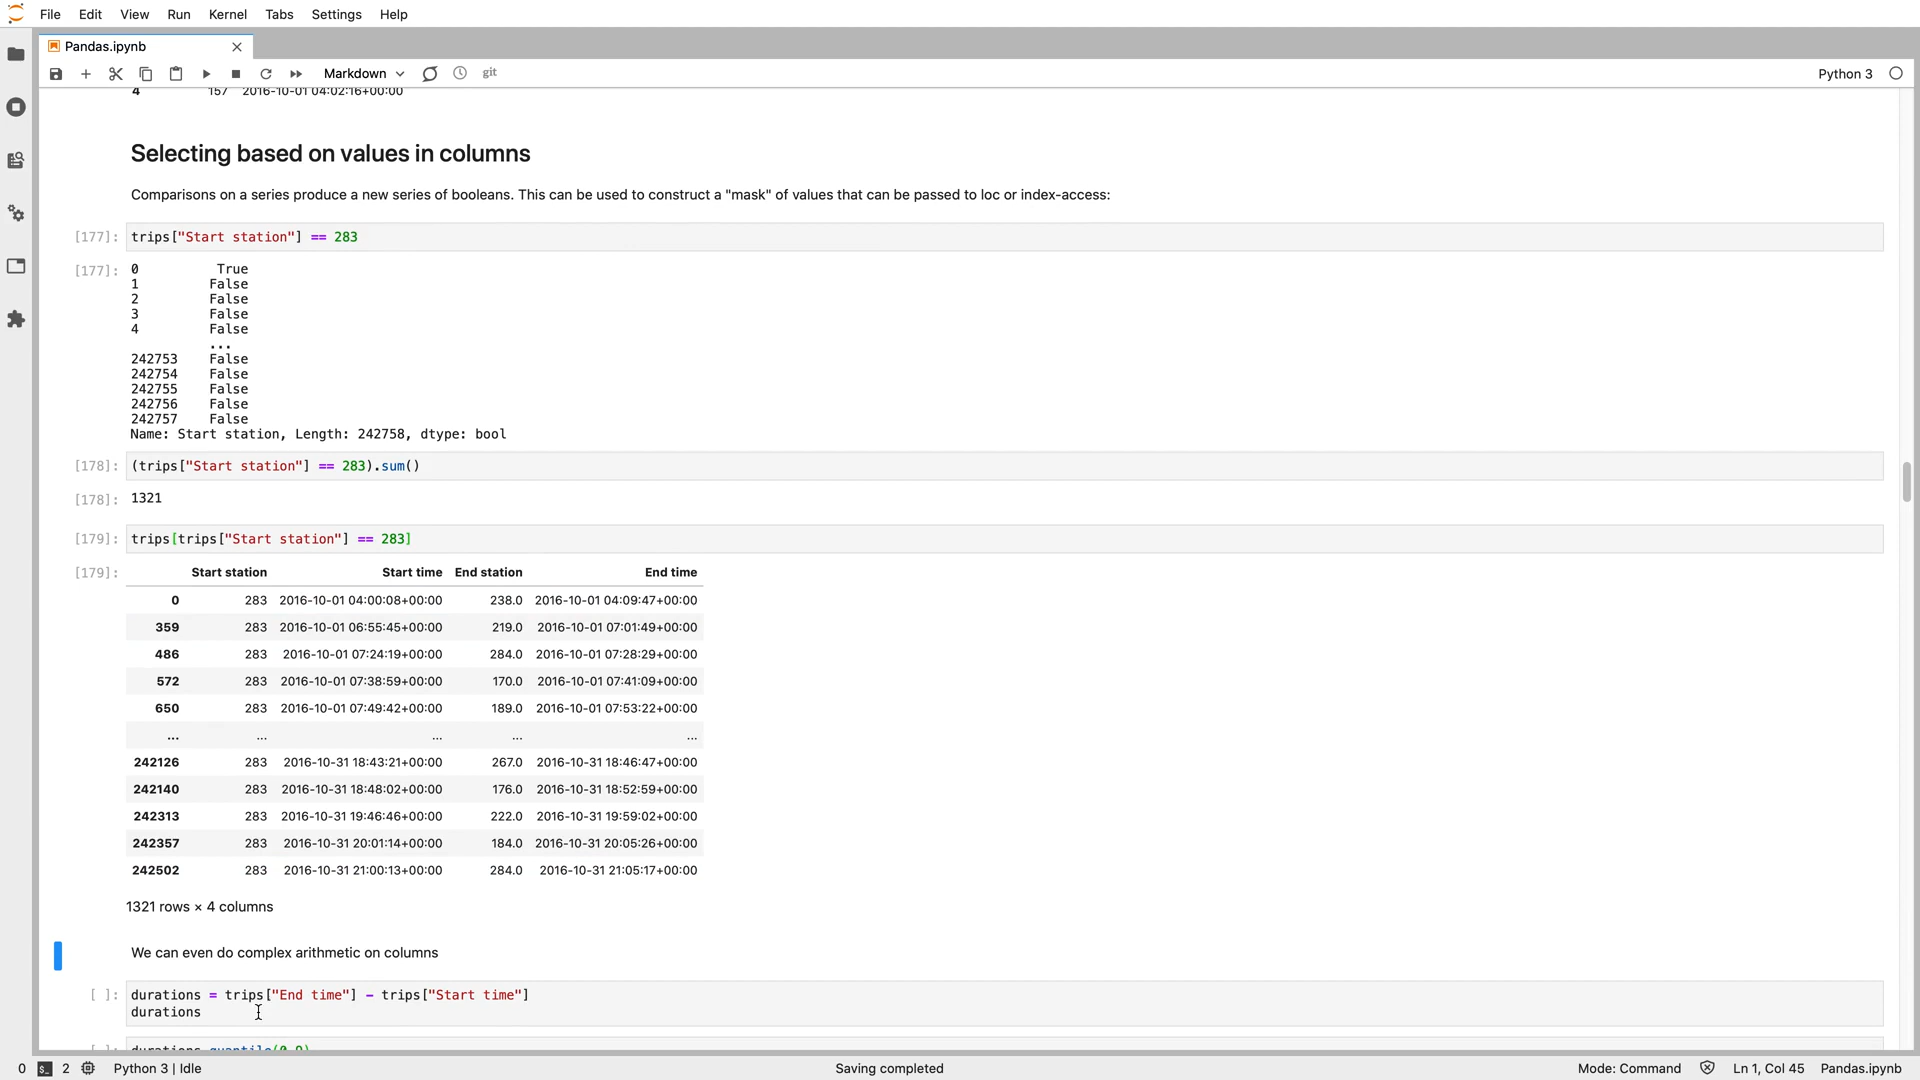 File Edit View Run Kernel Tabs Settings Help
Pandas.ipynb
Markdown git Python 3
4 157 2016-10-01 04:02:16+00:00
Selecting based on values in columns
Comparisons on a series produce a new series of booleans. This can be used to construct a "mask" of values that can be passed to loc or index-access:
[177]: trips["Start station"] == 283
[177]: 0 True
1 False
2 False
3 False
4 False
...
242753 False
242754 False
242755 False
242756 False
242757 False
Name: Start station, Length: 242758, dtype: bool
[178]: (trips["Start station"] == 283).sum()
[178]: 1321
[179]: trips[trips["Start station"] == 283]
[179]: Start station Start time End station End time
0 283 2016-10-01 04:00:08+00:00 238.0 2016-10-01 04:09:47+00:00
359 283 2016-10-01 06:55:45+00:00 219.0 2016-10-01 07:01:49+00:00
486 283 2016-10-01 07:24:19+00:00 284.0 2016-10-01 07:28:29+00:00
572 283 2016-10-01 07:38:59+00:00 170.0 2016-10-01 07:41:09+00:00
650 283 2016-10-01 07:49:42+00:00 189.0 2016-10-01 07:53:22+00:00
... ... ... ... ...
242126 283 2016-10-31 18:43:21+00:00 267.0 2016-10-31 18:46:47+00:00
242140 283 2016-10-31 18:48:02+00:00 176.0 2016-10-31 18:52:59+00:00
242313 283 2016-10-31 19:46:46+00:00 222.0 2016-10-31 19:59:02+00:00
242357 283 2016-10-31 20:01:14+00:00 184.0 2016-10-31 20:05:26+00:00
242502 283 2016-10-31 21:00:13+00:00 284.0 2016-10-31 21:05:17+00:00
1321 rows × 4 columns
We can even do complex arithmetic on columns
[ ]: durations = trips["End time"] - trips["Start time"]
durations
[ ]: durations.quantile(0.9)
0 $_ 2 Python 3 | Idle Saving completed Mode: Command Ln 1, Col 45 Pandas.ipynb